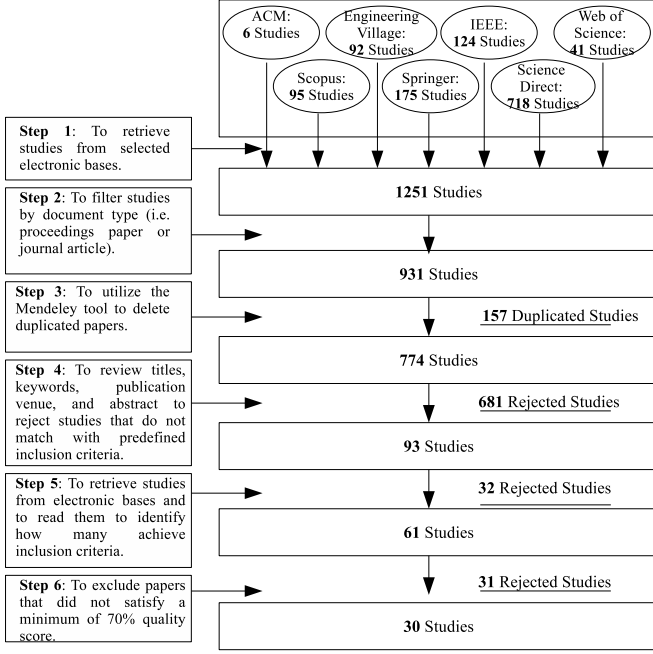 ACM:
6 Studies
Engineering
Village:
92 Studies
IEEE:
124 Studies
Web of
Science:
41 Studies
Scopus:
95 Studies
Springer:
175 Studies
Science
Direct:
718 Studies
Step 1: To retrieve
studies from selected
electronic bases.
1251 Studies
Step 2: To filter studies
by document type (i.e.
proceedings paper or
journal article).
931 Studies
Step 3: To utilize the
Mendeley tool to delete
duplicated papers.
157 Duplicated Studies
774 Studies
Step 4: To review titles,
keywords, publication
venue, and abstract to
reject studies that do not
match with predefined
inclusion criteria.
681 Rejected Studies
93 Studies
Step 5: To retrieve studies
from electronic bases and
to read them to identify
how many achieve
inclusion criteria.
32 Rejected Studies
61 Studies
Step 6: To exclude papers
that did not satisfy a
minimum of 70% quality
score.
31 Rejected Studies
30 Studies